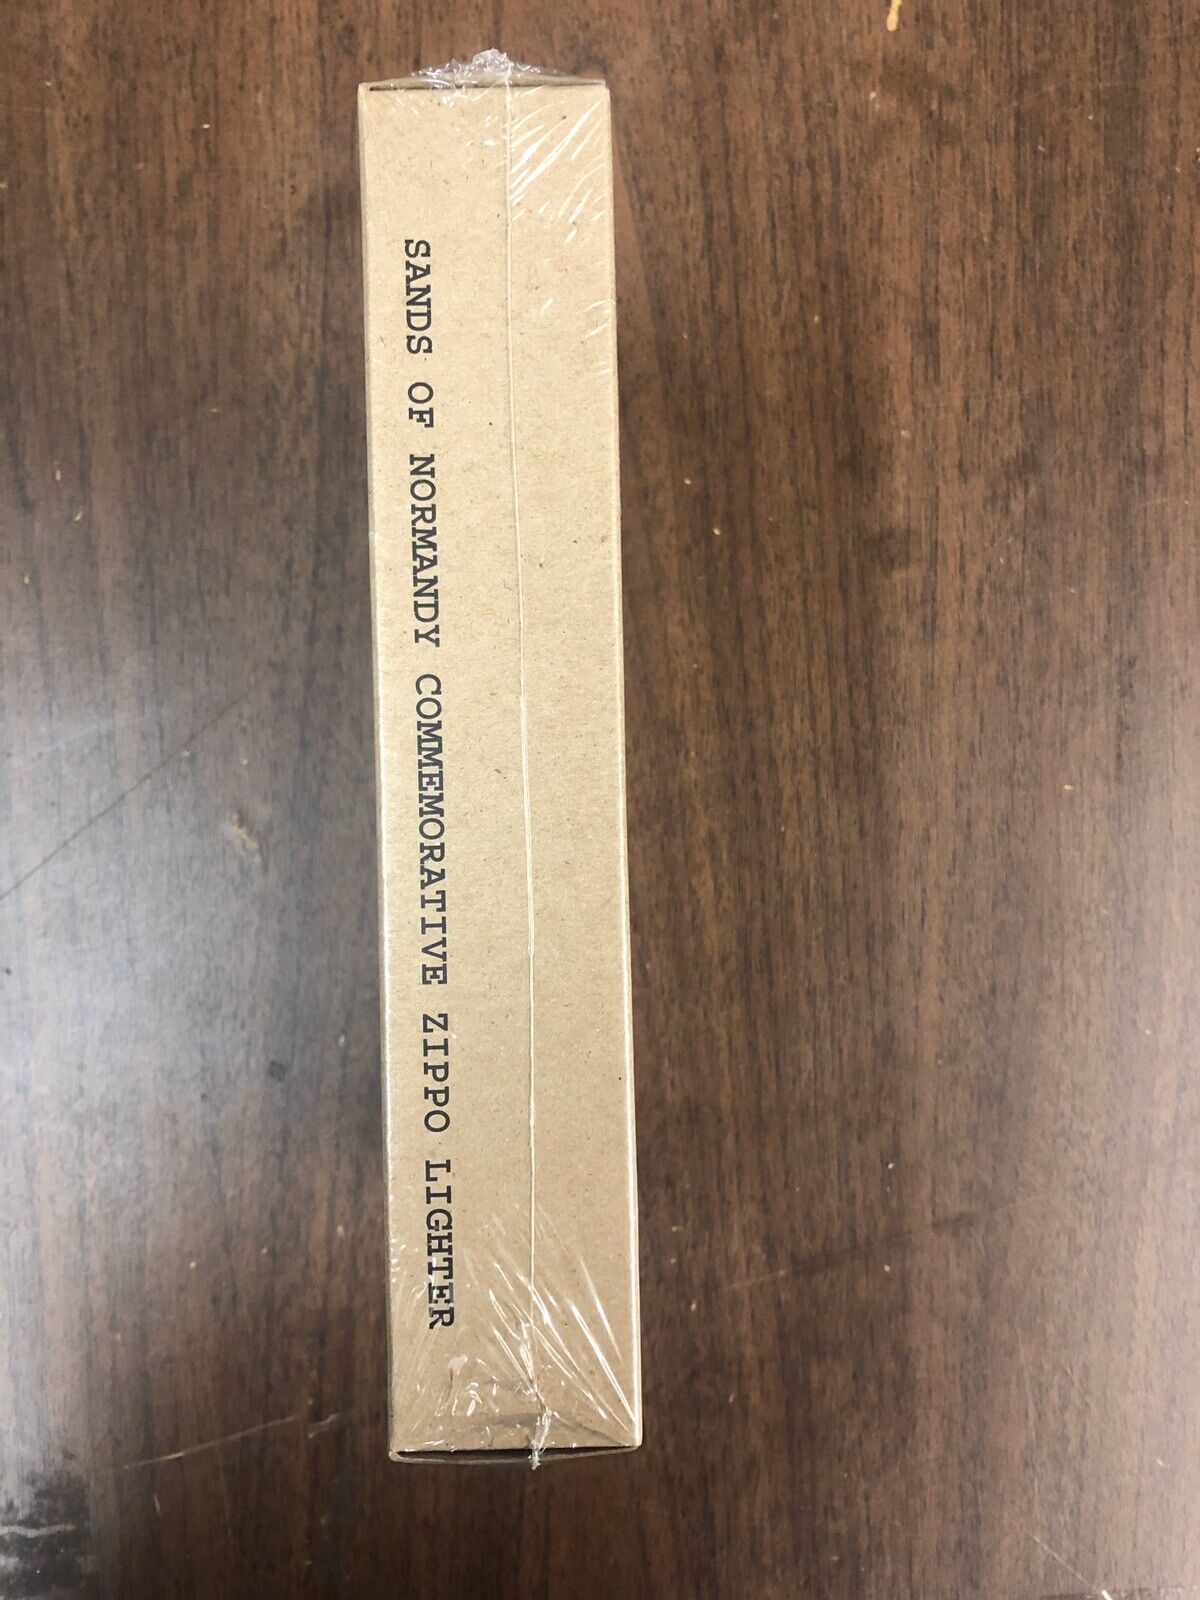 SANDS OF NORMANDY COMMEMORATIVE ZIPPO LIGHTER